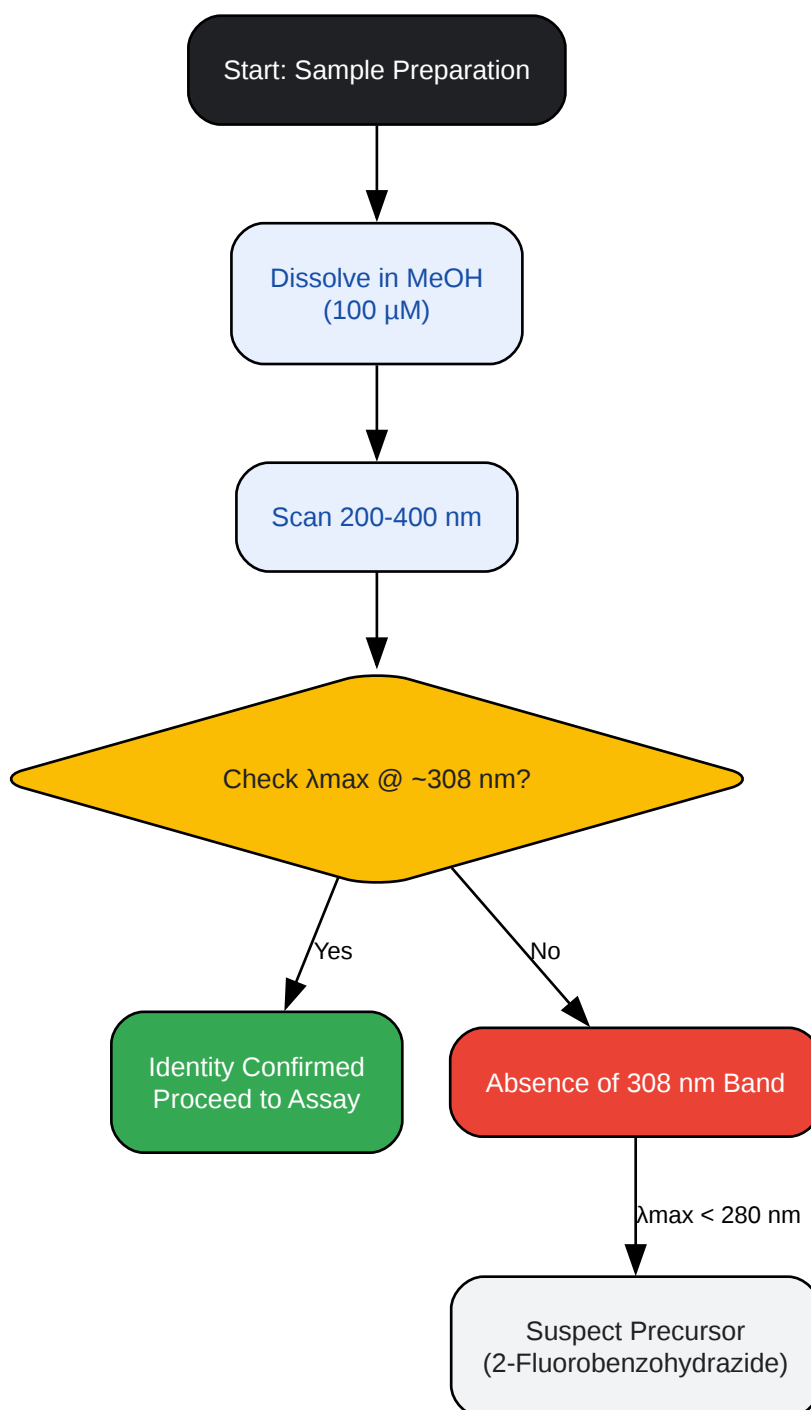 Start: Sample Preparation
Dissolve in MeOH
(100 µM)
Scan 200-400 nm
Check λmax @ ~308 nm?
Yes
No
Identity Confirmed
Proceed to Assay
Absence of 308 nm Band
λmax < 280 nm
Suspect Precursor
(2-Fluorobenzohydrazide)